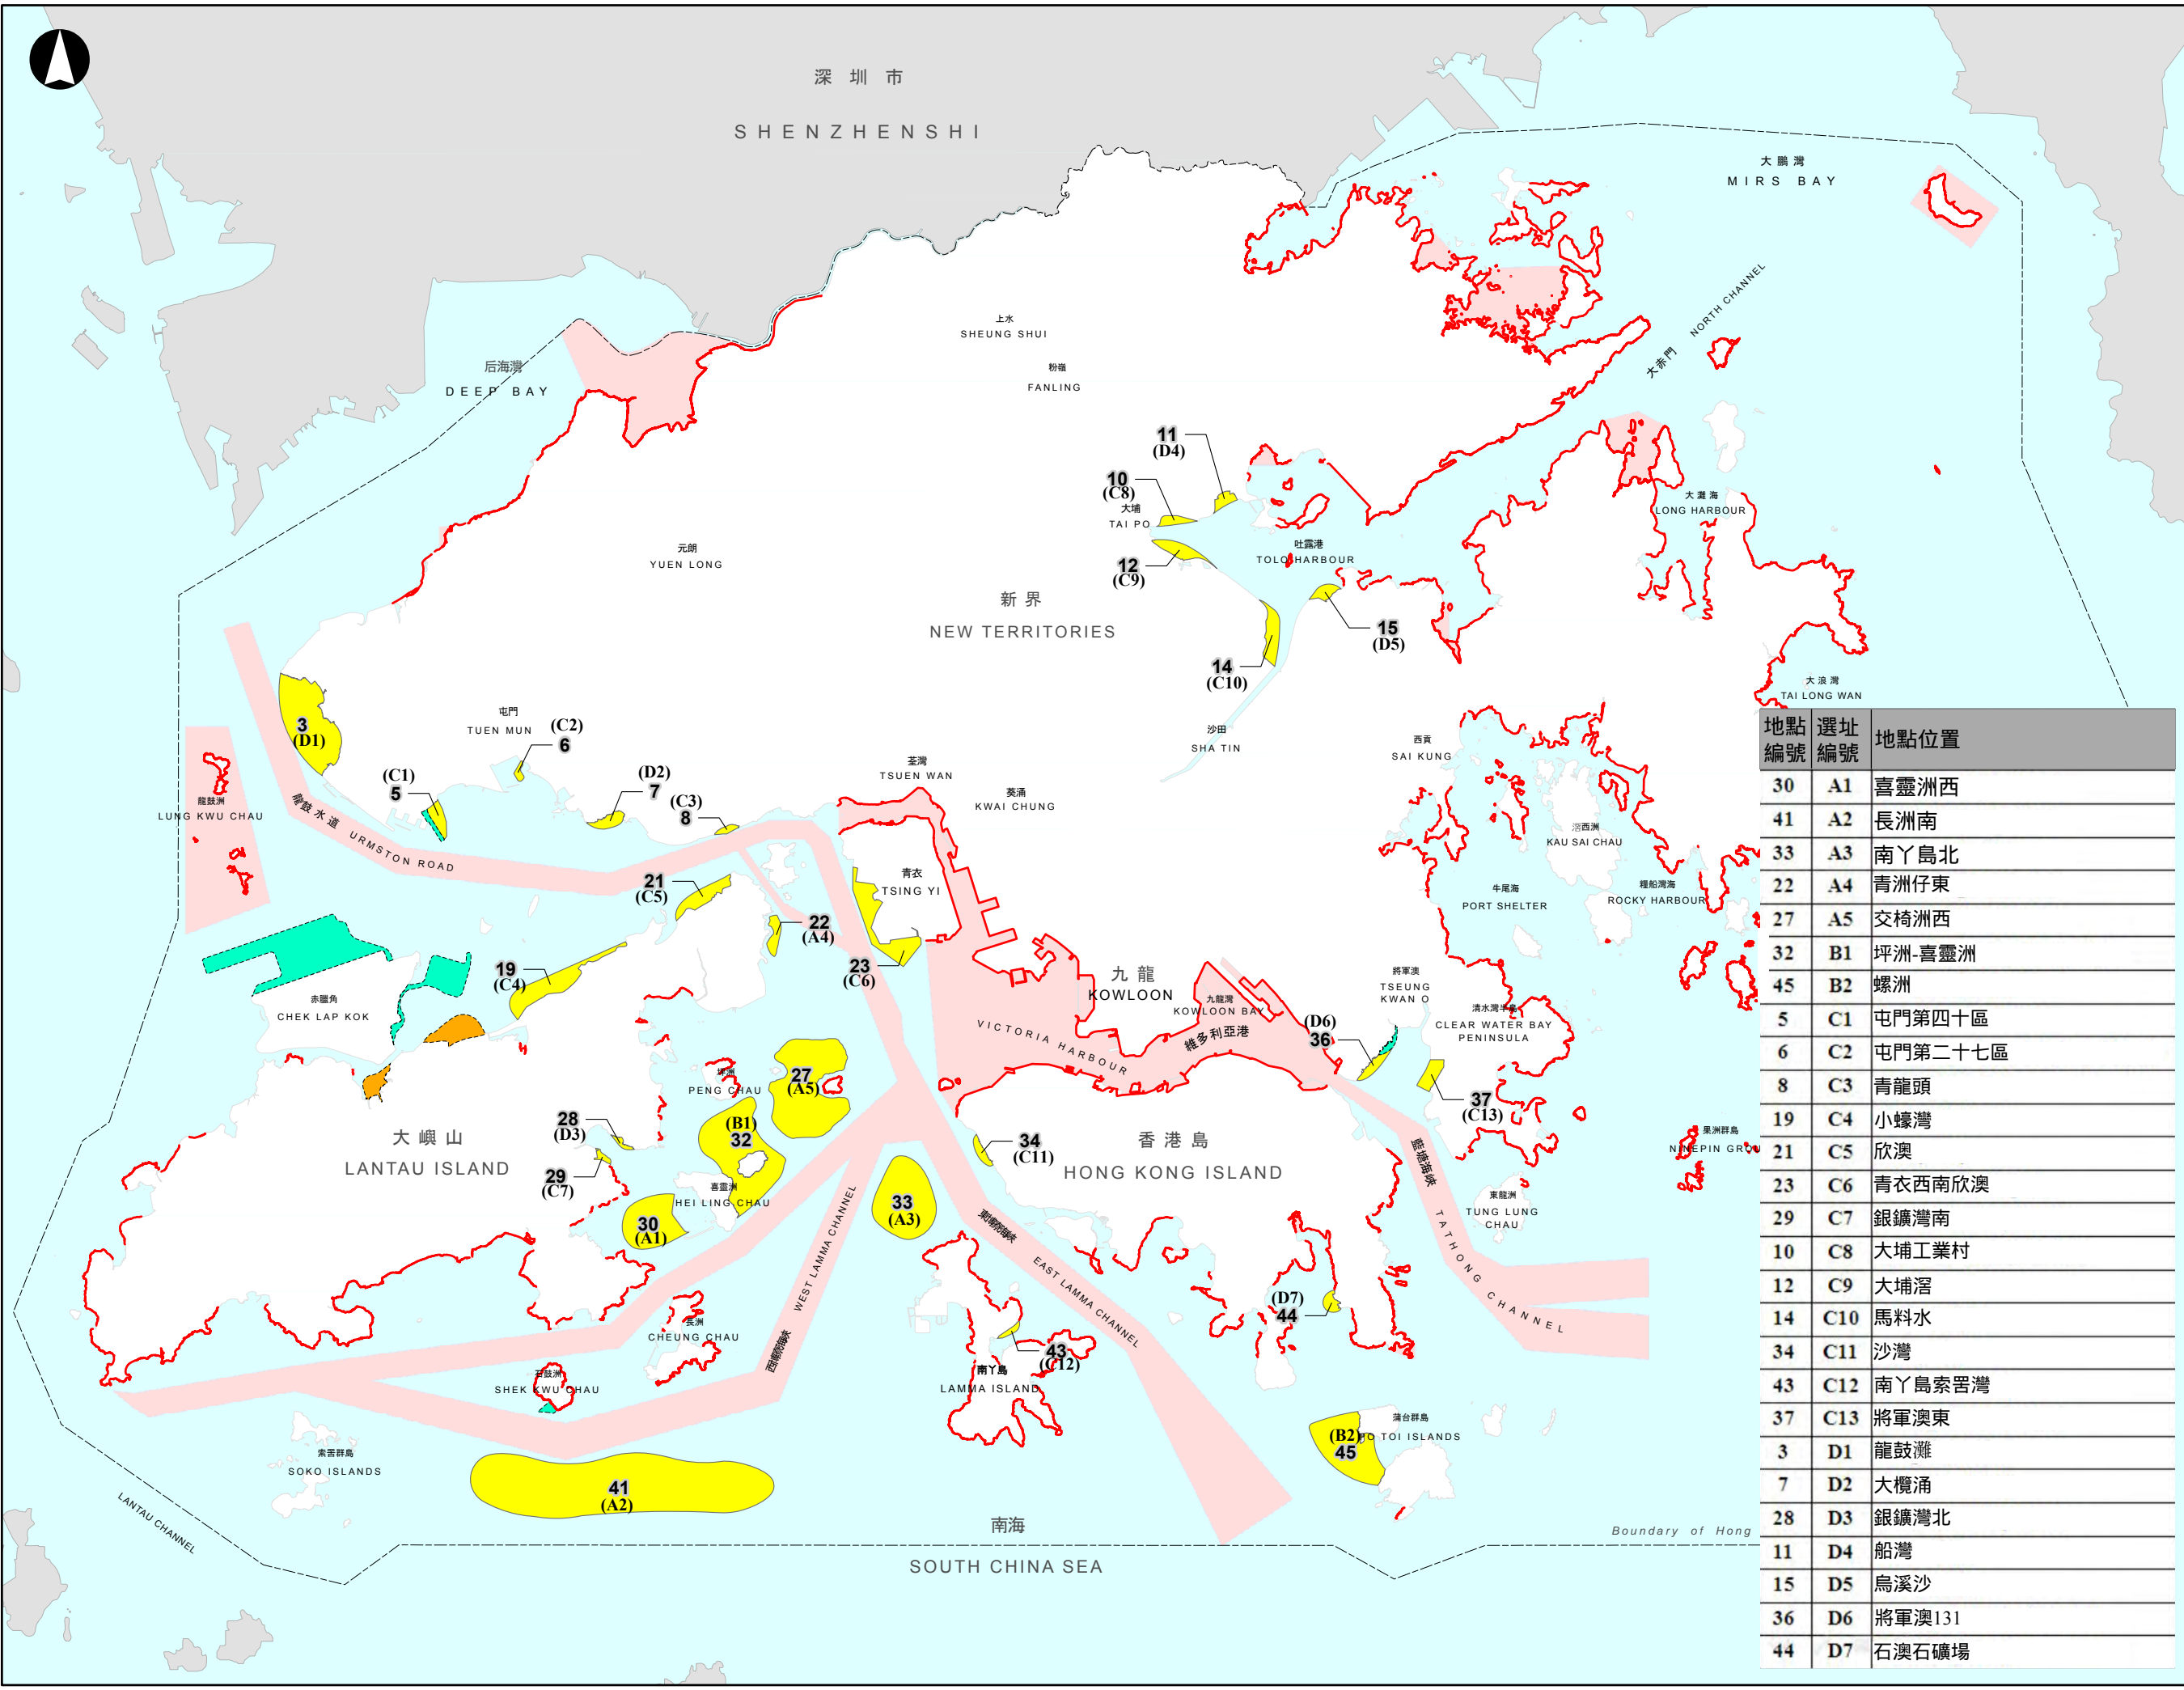 深圳市
SHENZHENSHI
大鵬灣
MIRS BAY
大赤門 NORTH CHANNEL
上水
SHEUNG SHUI
粉嶺
FANLING
后海灣
DEEP BAY
11
(D4)
10
(C8)
大埔
TAI PO
大灘海
LONG HARBOUR
吐露港
TOLO HARBOUR
12
(C9)
元朗
YUEN LONG
新界
NEW TERRITORIES
15
(D5)
14
(C10)
大浪灣
TAI LONG WAN
3
(D1)
屯門
TUEN MUN
(C2)
6
沙田
SHA TIN
西貢
SAI KUNG
荃灣
TSUEN WAN
葵涌
KWAI CHUNG
(C1)
5
(D2)
7
(C3)
8
龍鼓洲
LUNG KWU CHAU
龍鼓水道 URMSTON ROAD
滘西洲
KAU SAI CHAU
青衣
TSING YI
21
(C5)
牛尾海
PORT SHELTER
糧船灣海
ROCKY HARBOUR
22
(A4)
19
(C4)
23
(C6)
九龍
KOWLOON
九龍灣
KOWLOON BAY
將軍澳
TSEUNG
KWAN O
赤鱲角
CHEK LAP KOK
清水灣半島
CLEAR WATER BAY
PENINSULA
VICTORIA HARBOUR
維多利亞港
(D6)
36
坪洲
PENG CHAU
27
(A5)
37
(C13)
28
(D3)
(B1)
32
大嶼山
LANTAU ISLAND
34
(C11)
香港島
HONG KONG ISLAND
藍塘海峽
TATHONG CHANNEL
果洲群島
NINEPIN GROU
29
(C7)
喜靈洲
HEI LING CHAU
東龍洲
TUNG LUNG
CHAU
30
(A1)
33
(A3)
WEST LAMMA CHANNEL
EAST LAMMA CHANNEL
(D7)
44
長洲
CHEUNG CHAU
43
(C12)
南丫島
LAMMA ISLAND
石鼓洲
SHEK KWU CHAU
蒲台群島
PO TOI ISLANDS
(B2)
45
索罟群島
SOKO ISLANDS
41
(A2)
LANTAU CHANNEL
南海
SOUTH CHINA SEA
Boundary of Hong
地點編號 選址編號 地點位置
30 A1 喜靈洲西
41 A2 長洲南
33 A3 南丫島北
22 A4 青洲仔東
27 A5 交椅洲西
32 B1 坪洲-喜靈洲
45 B2 螺洲
5 C1 屯門第四十區
6 C2 屯門第二十七區
8 C3 青龍頭
19 C4 小蠔灣
21 C5 欣澳
23 C6 青衣西南欣澳
29 C7 銀鑛灣南
10 C8 大埔工業村
12 C9 大埔滘
14 C10 馬料水
34 C11 沙灣
43 C12 南丫島索罟灣
37 C13 將軍澳東
3 D1 龍鼓灘
7 D2 大欖涌
28 D3 銀鑛灣北
11 D4 船灣
15 D5 烏溪沙
36 D6 將軍澳131
44 D7 石澳石礦場